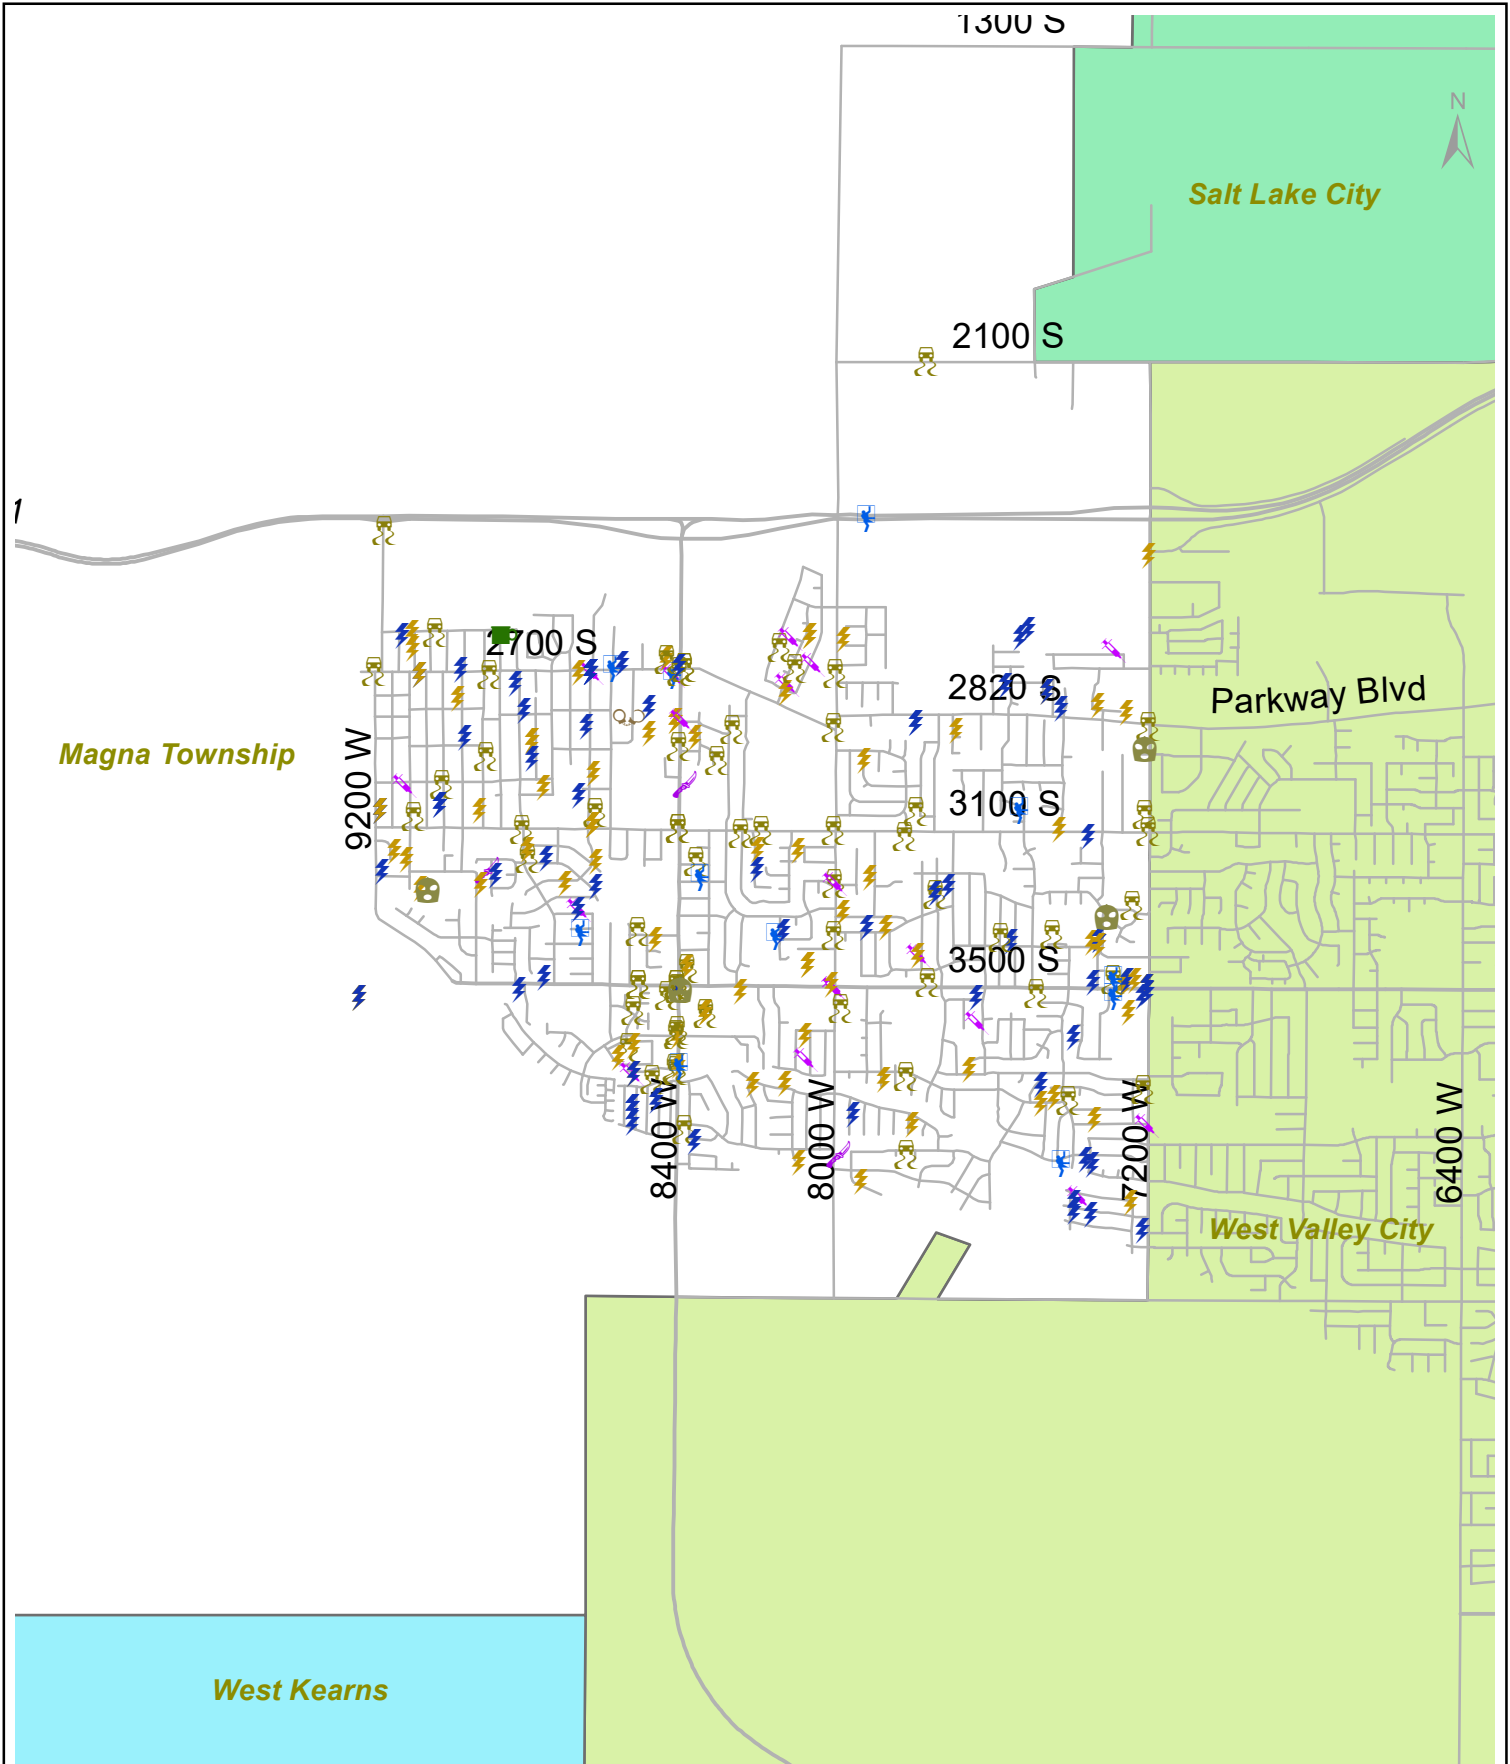 1300 S
N
Salt Lake City
2100 S
1
2700 S
2820 S
Parkway Blvd
Magna Township
9200 W
3100 S
3500 S
8400 W
8000 W
7200 W
6400 W
West Valley City
West Kearns